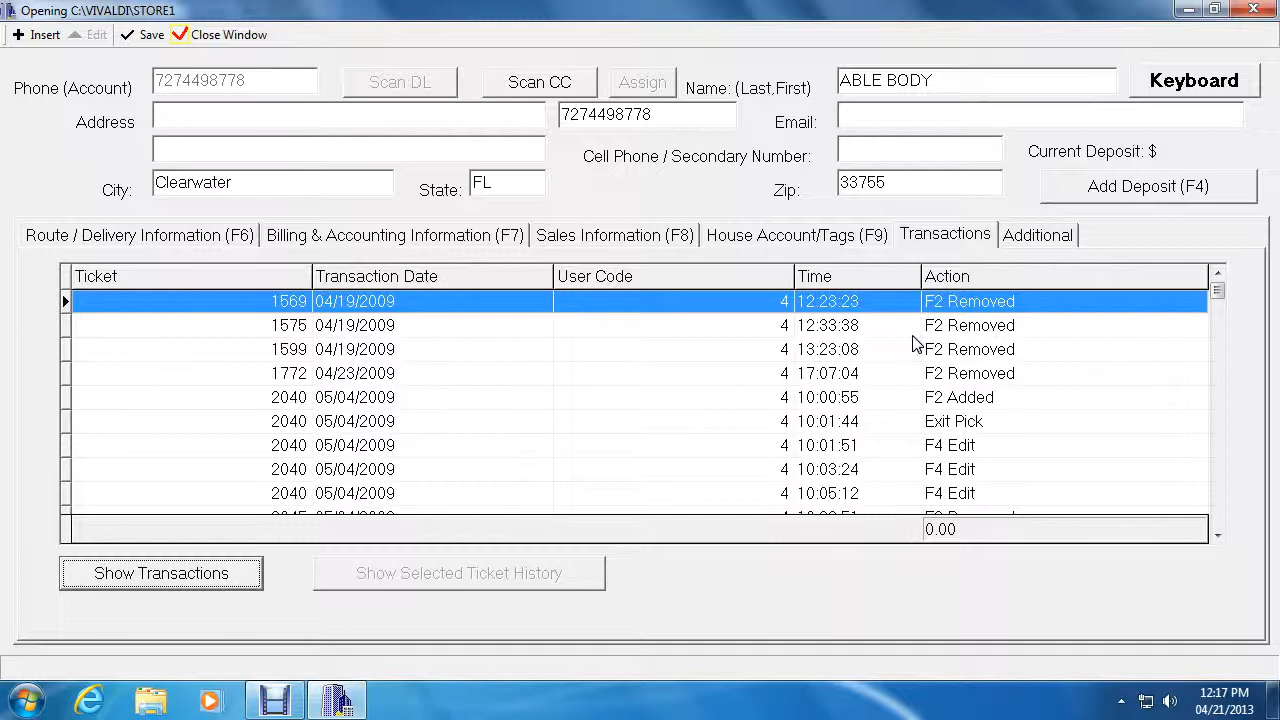 Opening C:\VIVALDI\STORE1
Insert Edit Save Close Window
Phone (Account) 7274498778 Scan DL Scan CC Assign Name: (Last,First) ABLE BODY Keyboard
Address 7274498778 Email:
Cell Phone / Secondary Number: Current Deposit: $
City: Clearwater State: FL Zip: 33755 Add Deposit (F4)
Route / Delivery Information (F6) Billing & Accounting Information (F7) Sales Information (F8) House Account/Tags (F9) Transactions Additional
Ticket Transaction Date User Code Time Action
1569 04/19/2009 4 12:23:23 F2 Removed
1575 04/19/2009 4 12:33:38 F2 Removed
1599 04/19/2009 4 13:23:08 F2 Removed
1772 04/23/2009 4 17:07:04 F2 Removed
2040 05/04/2009 4 10:00:55 F2 Added
2040 05/04/2009 4 10:01:44 Exit Pick
2040 05/04/2009 4 10:01:51 F4 Edit
2040 05/04/2009 4 10:03:24 F4 Edit
2040 05/04/2009 4 10:05:12 F4 Edit
0.00
Show Transactions Show Selected Ticket History
12:17 PM
04/21/2013